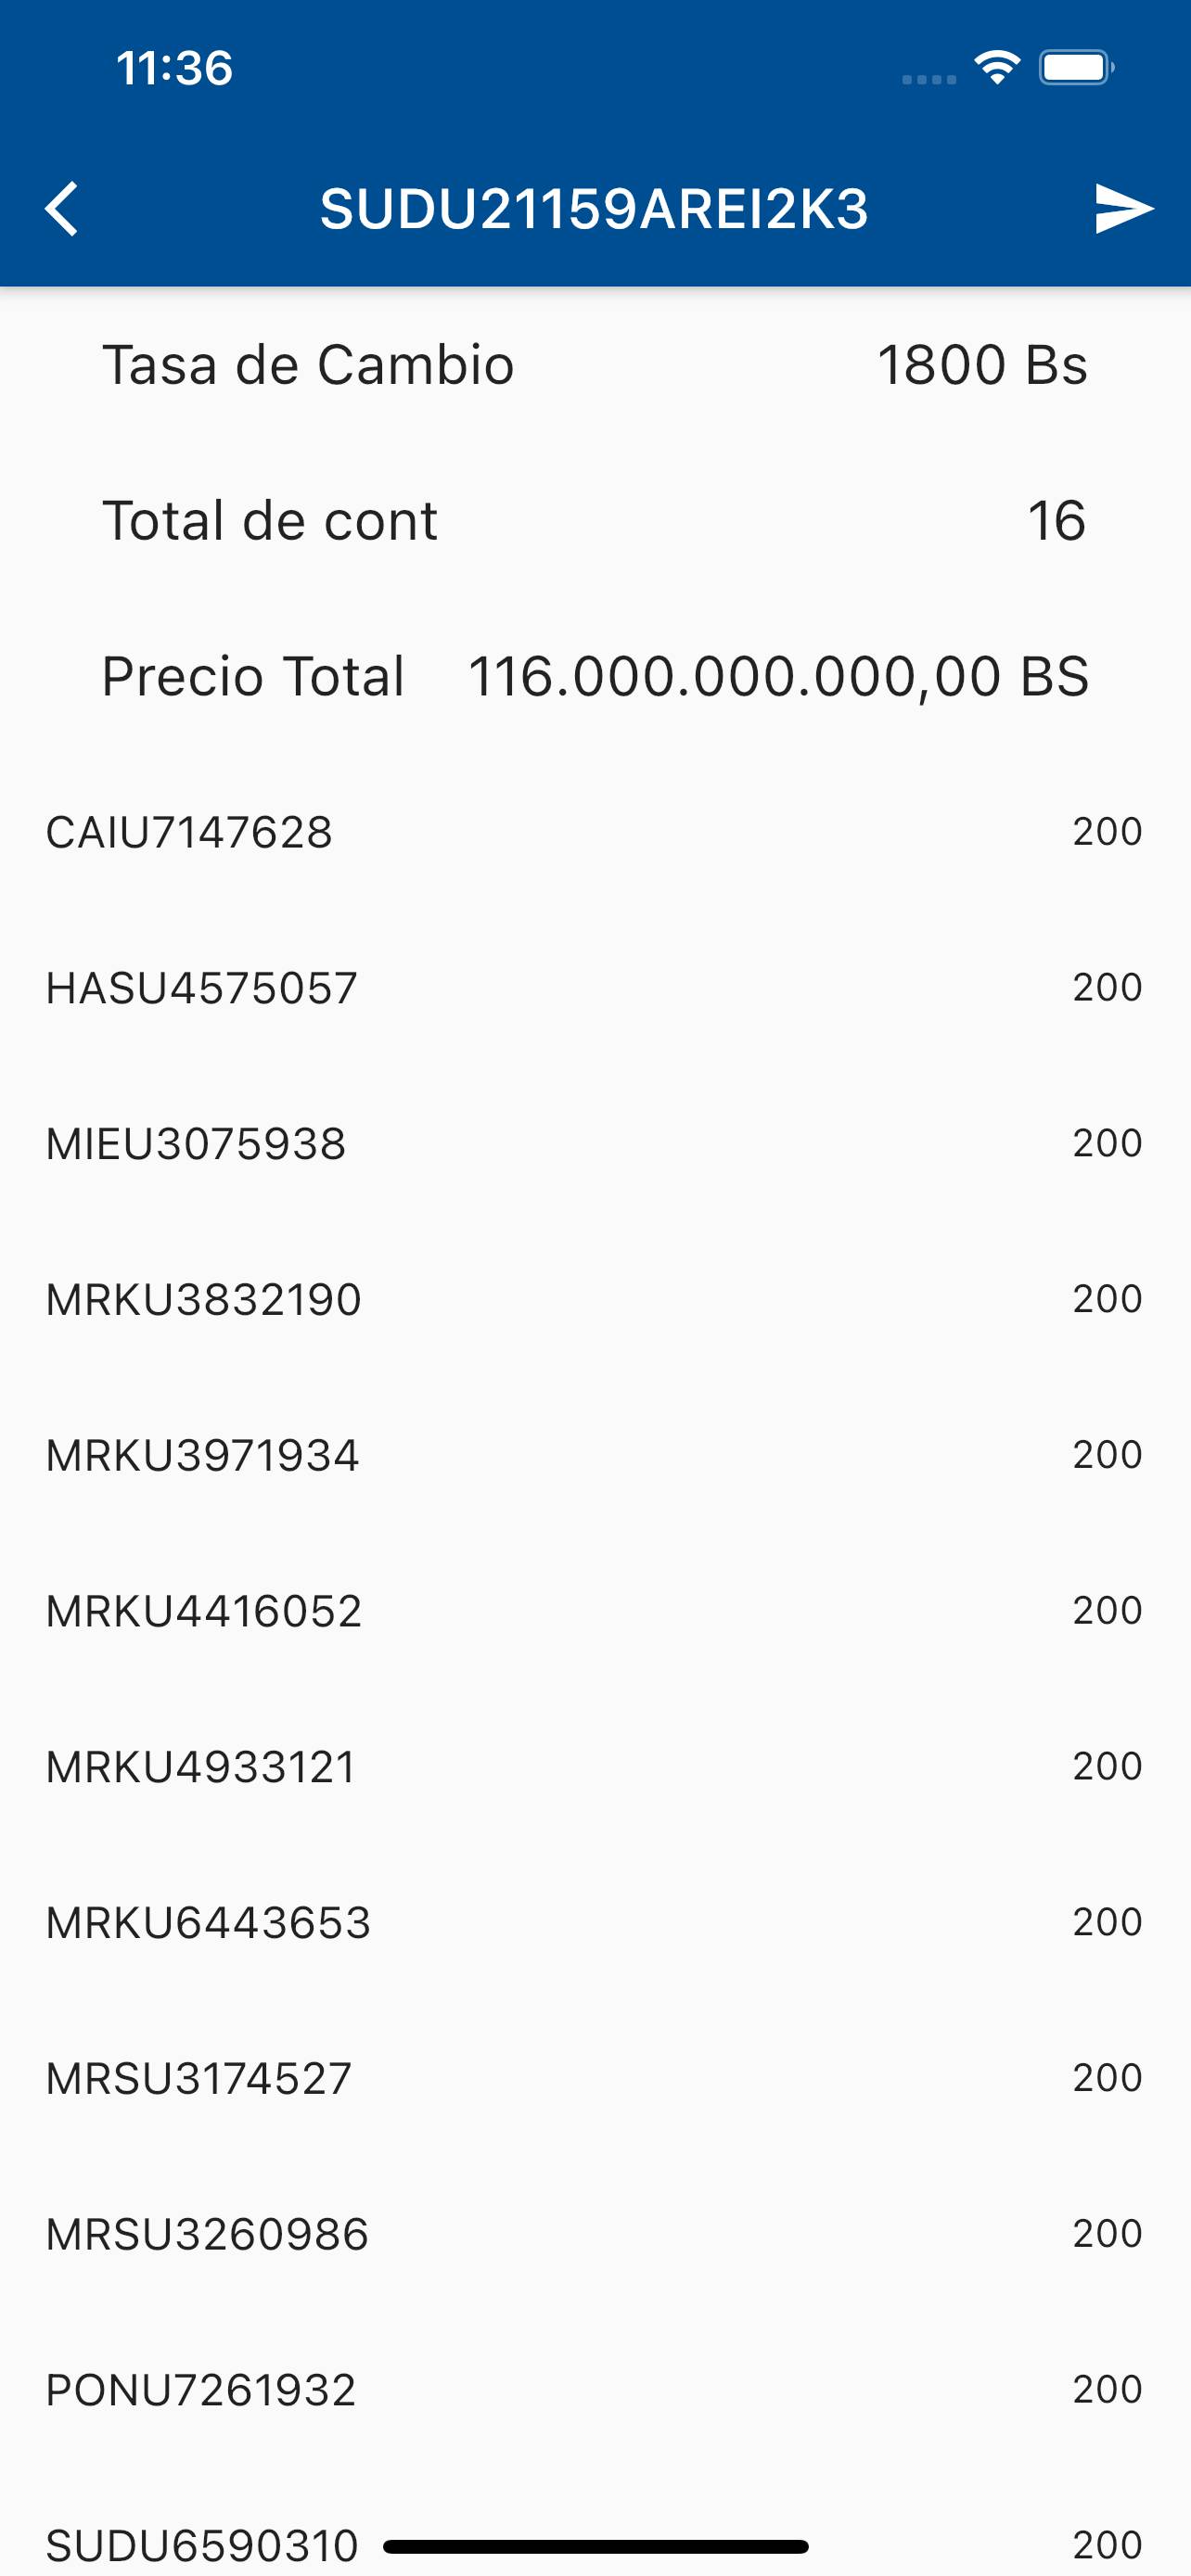 11:36
SUDU21159AREI2K3
Tasa de Cambio 1800 Bs
Total de cont 16
Precio Total 116.000.000.000,00 BS
CAIU7147628 200
HASU4575057 200
MIEU3075938 200
MRKU3832190 200
MRKU3971934 200
MRKU4416052 200
MRKU4933121 200
MRKU6443653 200
MRSU3174527 200
MRSU3260986 200
PONU7261932 200
SUDU6590310 200